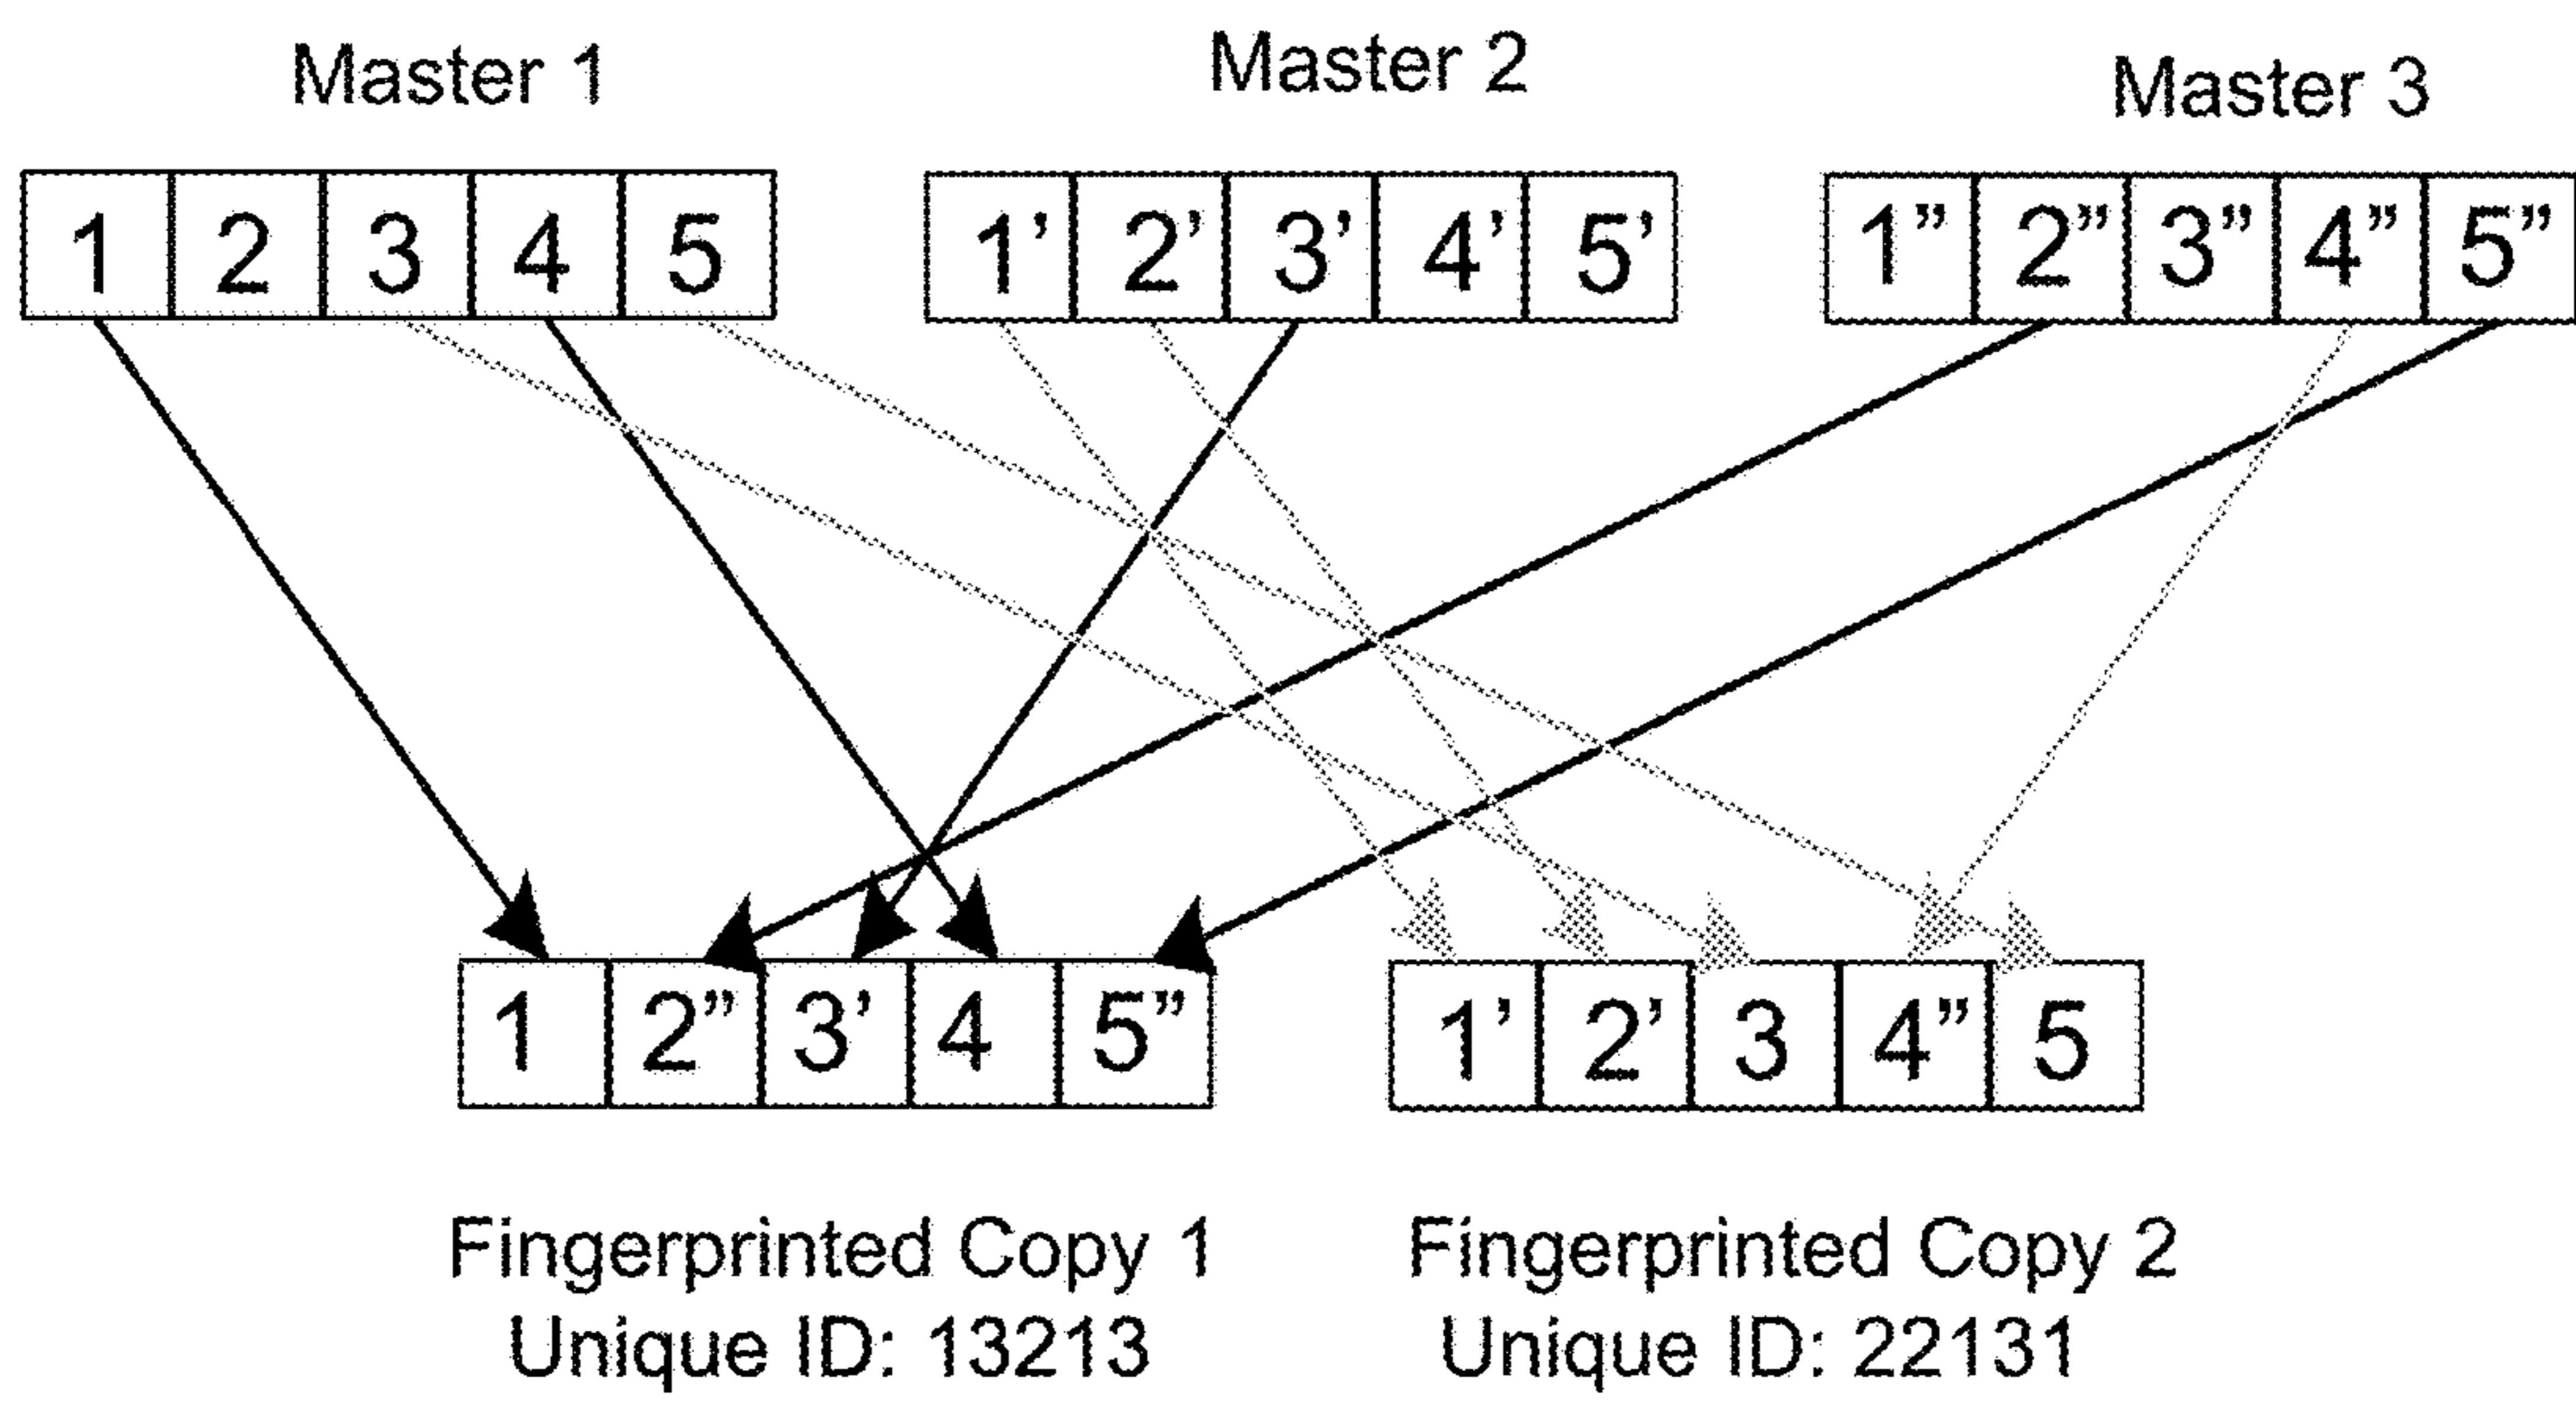 Master 1
Master 2
Master 3
1 2 3 4 5
1’ 2’ 3’ 4’ 5’
1” 2” 3” 4” 5”
1 2” 3’ 4 5”
1’ 2’ 3 4” 5
Fingerprinted Copy 1
Unique ID: 13213
Fingerprinted Copy 2
Unique ID: 22131